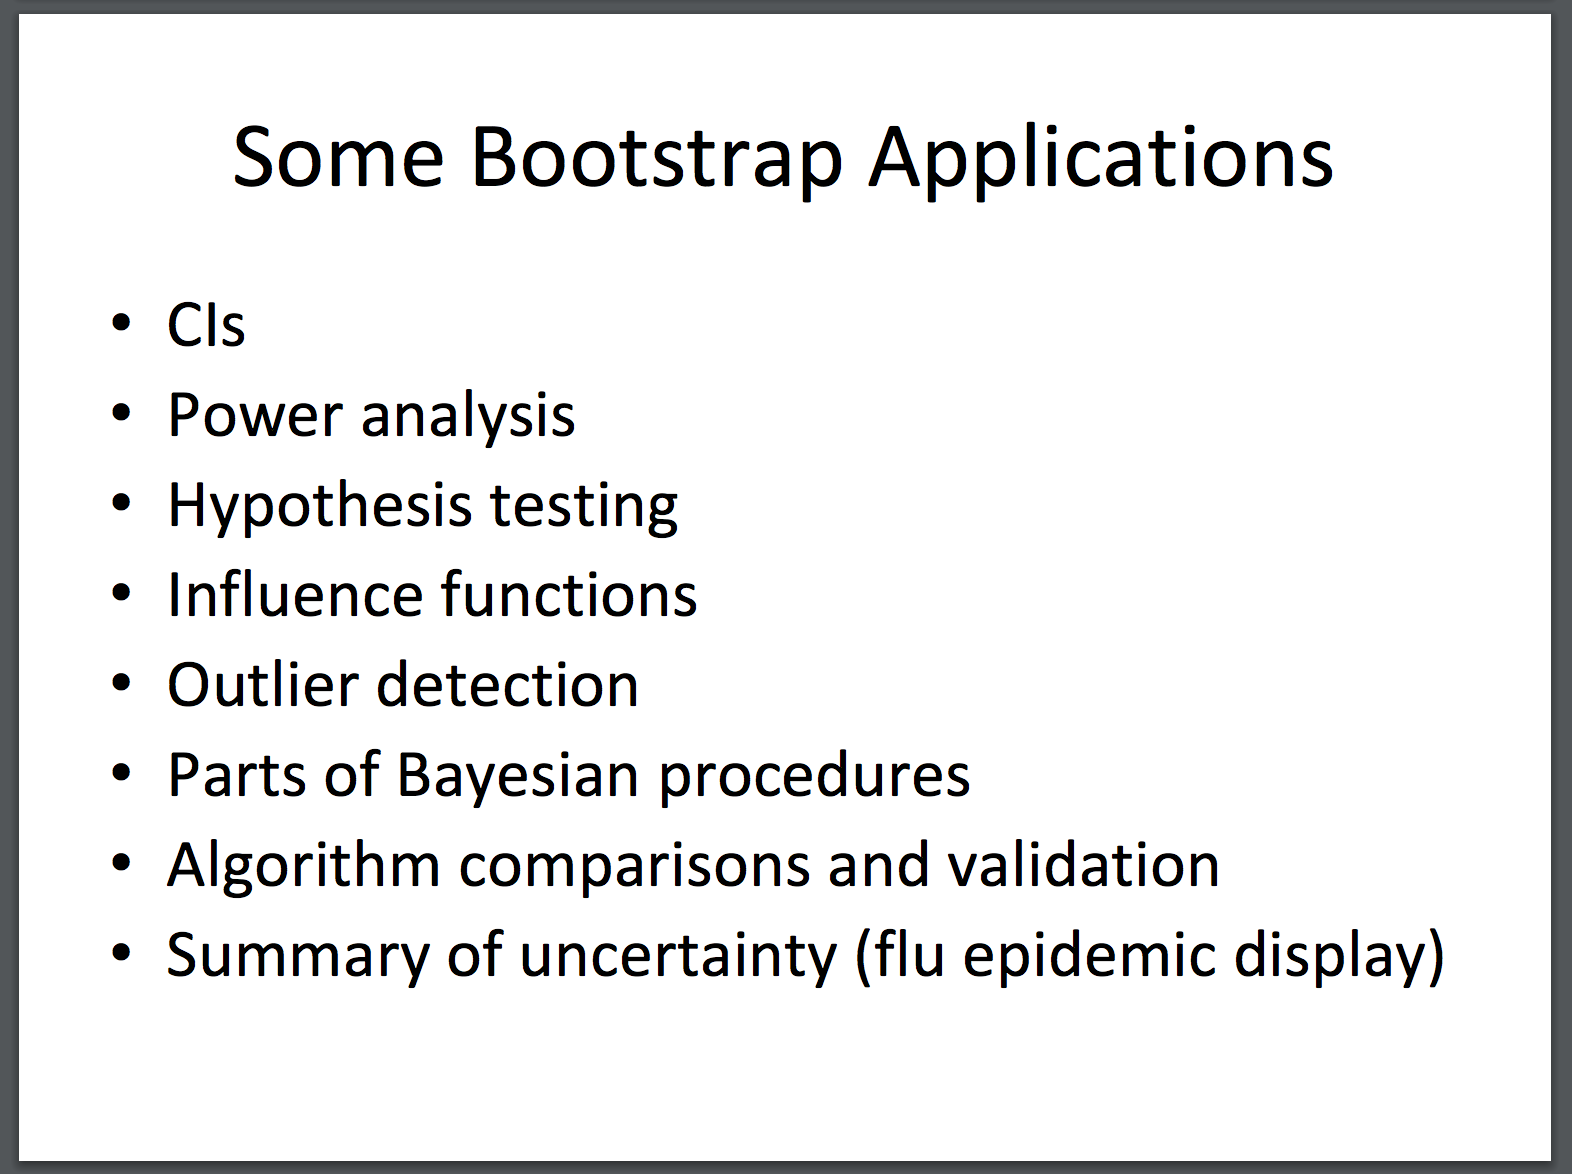 Some Bootstrap Applications
• CIs
• Power analysis
• Hypothesis testing
• Influence functions
• Outlier detection
• Parts of Bayesian procedures
• Algorithm comparisons and validation
• Summary of uncertainty (flu epidemic display)